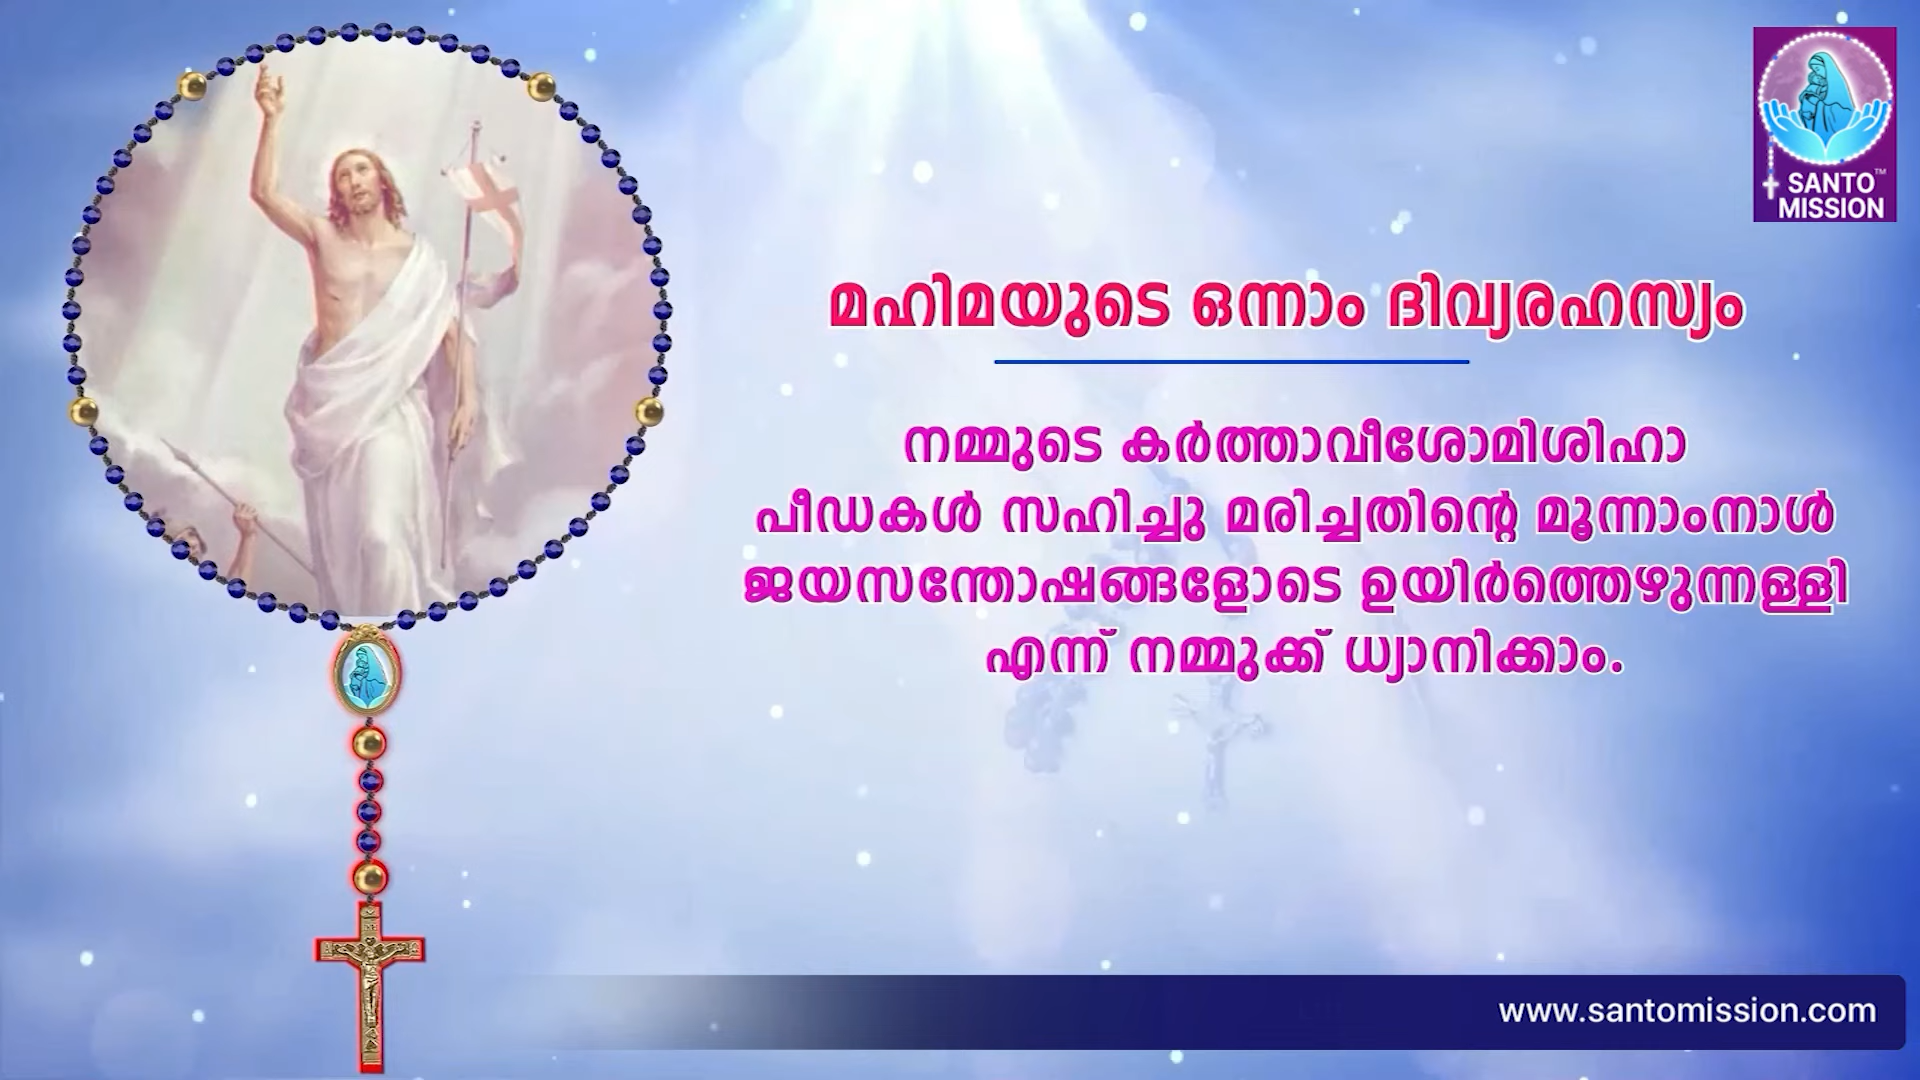 SANTO™
MISSION
മഹിമയുടെ ഒന്നാം ദിവ്യരഹസ്യം
നമ്മുടെ കർത്താവീശോമിശിഹാ
പീഡകൾ സഹിച്ചു മരിച്ചതിന്റെ മൂന്നാംനാൾ
ജയസന്തോഷങ്ങളോടെ ഉയിർത്തെഴുന്നള്ളി
എന്ന് നമ്മുക്ക് ധ്യാനിക്കാം.
www.santomission.com